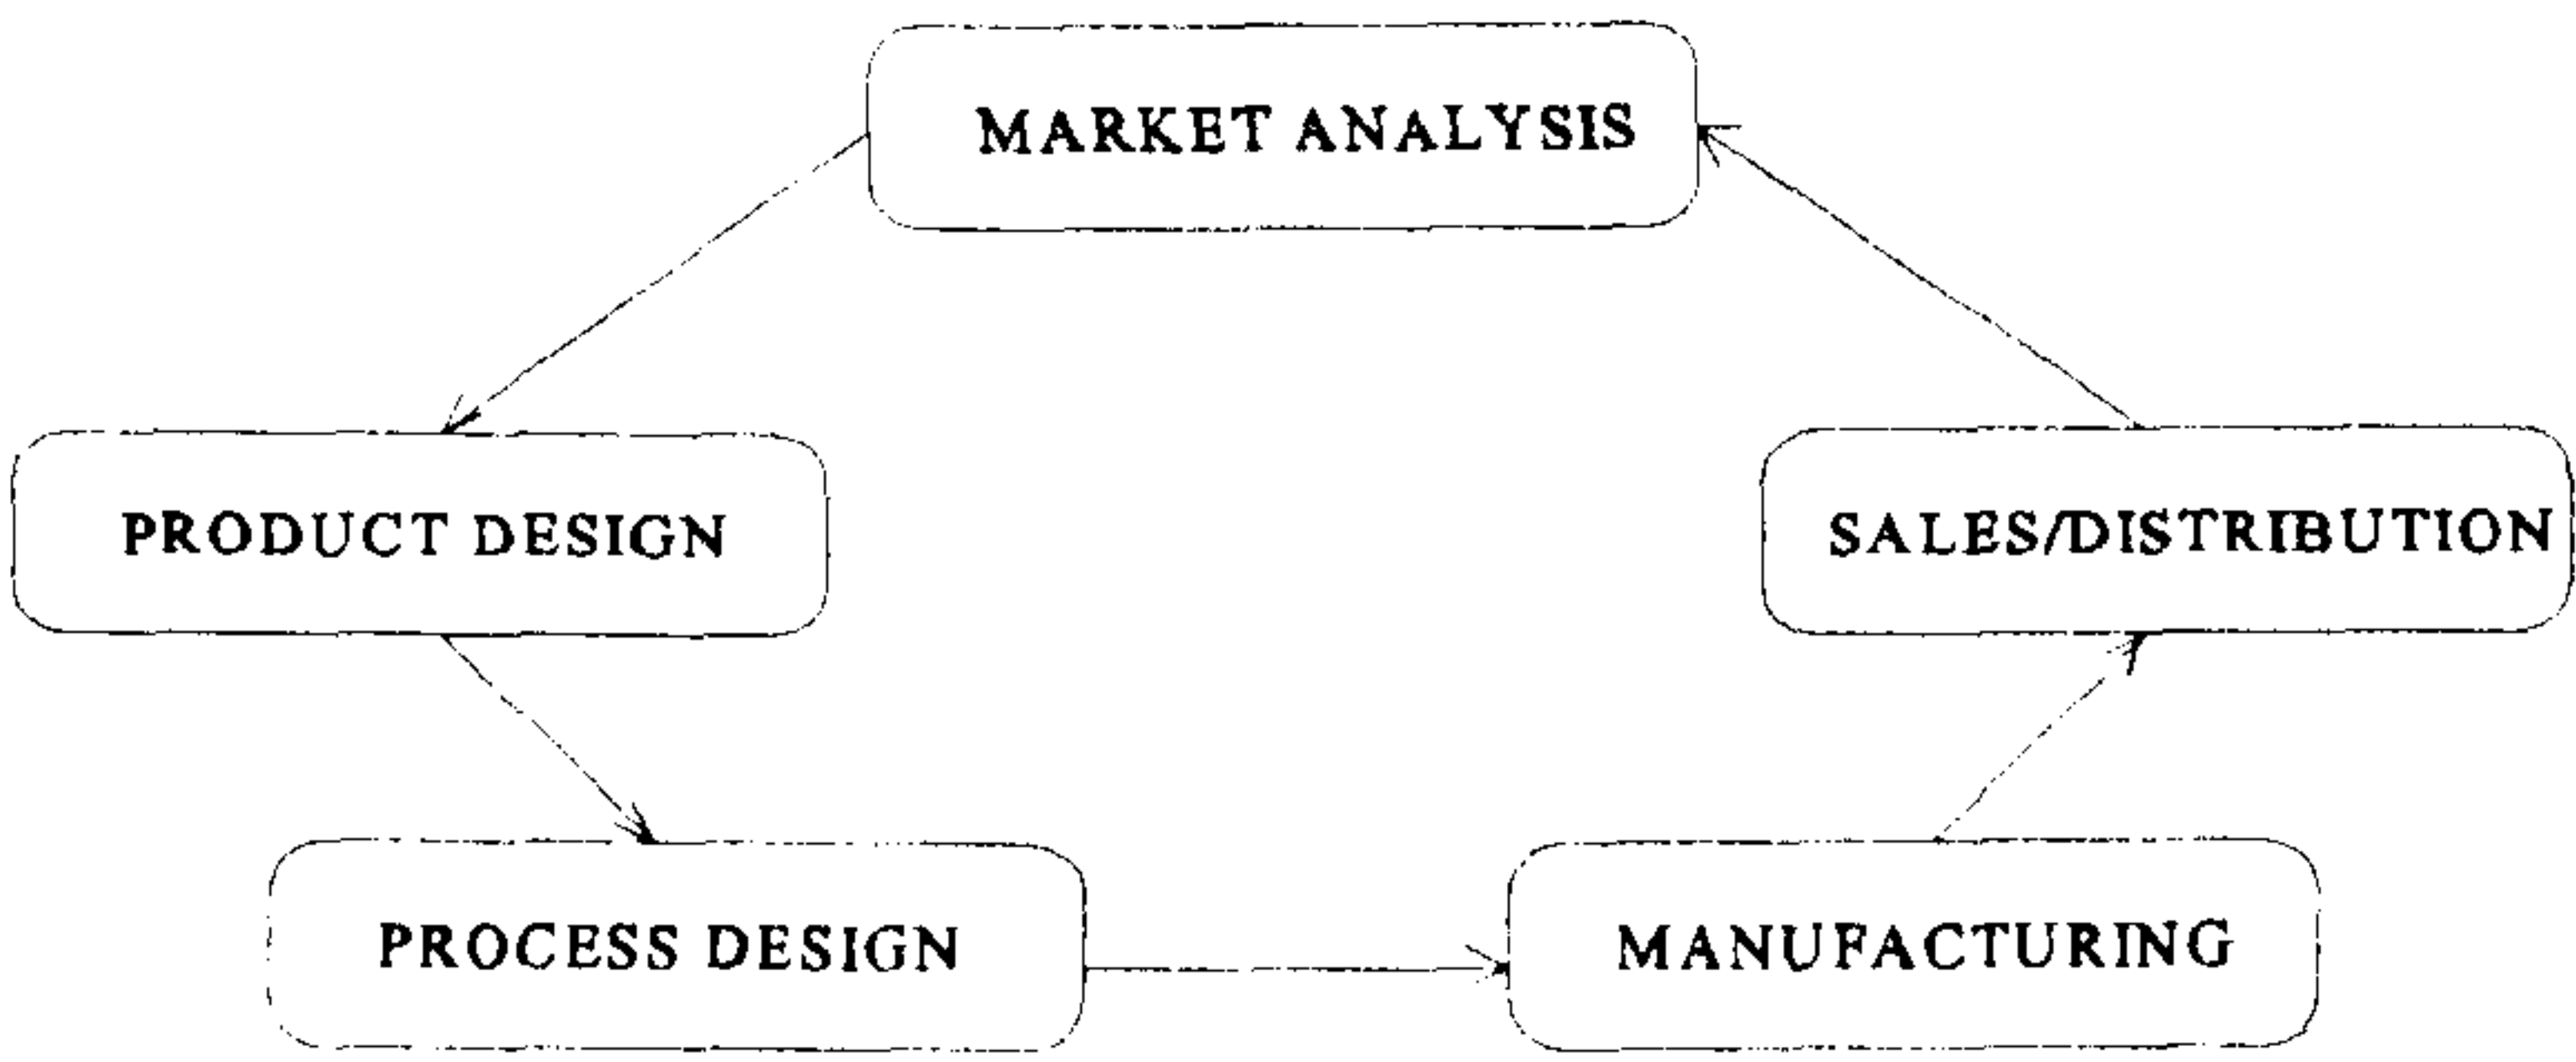 MARKET ANALYSIS
PRODUCT DESIGN
SALES/DISTRIBUTION
PROCESS DESIGN
MANUFACTURING